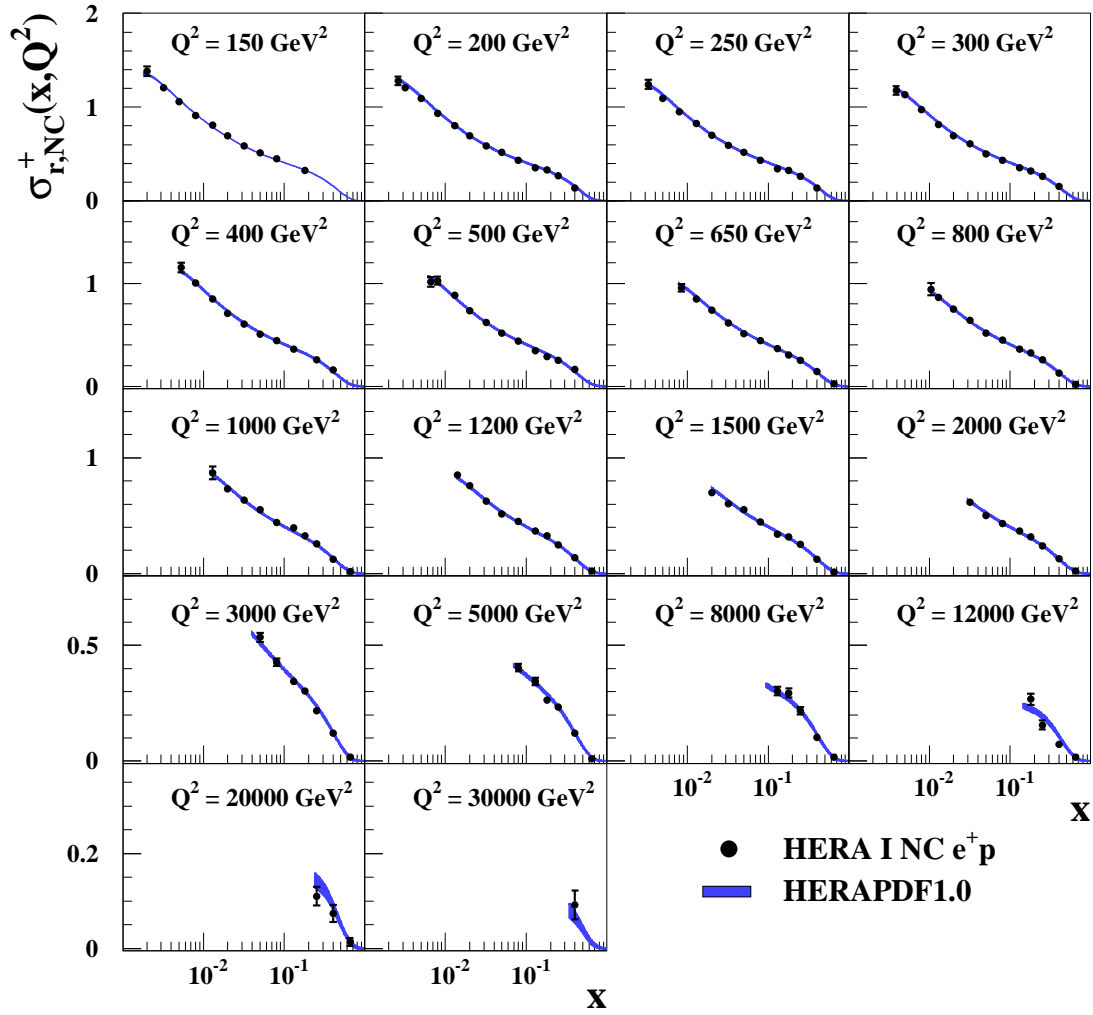 σ⁺r,NC(x,Q²)
2
Q² = 150 GeV²
Q² = 200 GeV²
Q² = 250 GeV²
Q² = 300 GeV²
1
0
Q² = 400 GeV²
Q² = 500 GeV²
Q² = 650 GeV²
Q² = 800 GeV²
1
0
Q² = 1000 GeV²
Q² = 1200 GeV²
Q² = 1500 GeV²
Q² = 2000 GeV²
1
0
Q² = 3000 GeV²
Q² = 5000 GeV²
Q² = 8000 GeV²
Q² = 12000 GeV²
0.5
0
10⁻² 10⁻¹
10⁻² 10⁻¹
x
Q² = 20000 GeV²
Q² = 30000 GeV²
0.2
0
10⁻² 10⁻¹
10⁻² 10⁻¹
x
HERA I NC e⁺p
HERAPDF1.0